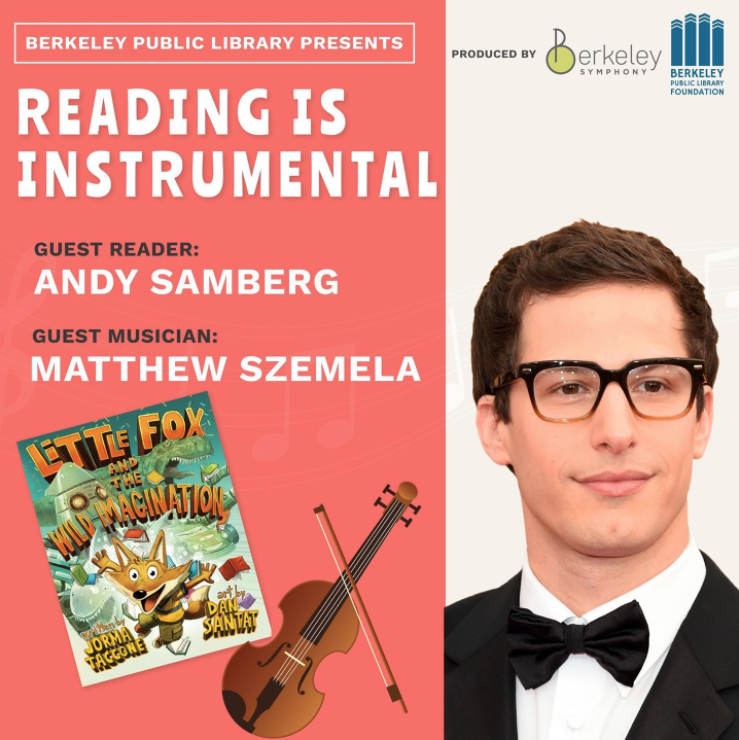 BERKELEY PUBLIC LIBRARY PRESENTS
PRODUCED BY
Berkeley
SYMPHONY
BERKELEY
PUBLIC LIBRARY
FOUNDATION
READING IS
INSTRUMENTAL
GUEST READER:
ANDY SAMBERG
GUEST MUSICIAN:
MATTHEW SZEMELA
LITTLE FOX
AND
THE
WILD IMAGINATION
written by
JORMA
TACCONE
art by
DAN
SANTAT